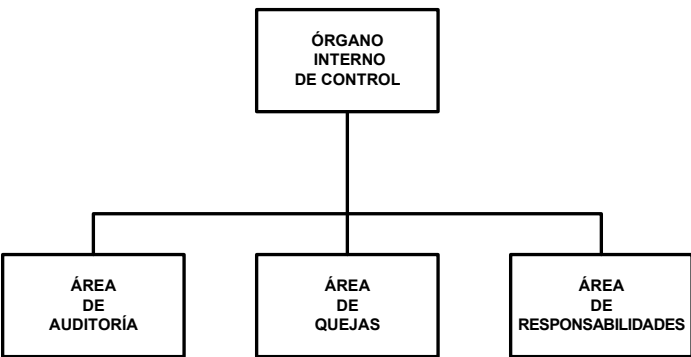 ÓRGANO
INTERNO
DE CONTROL
ÁREA
DE
AUDITORÍA
ÁREA
DE
QUEJAS
ÁREA
DE
RESPONSABILIDADES